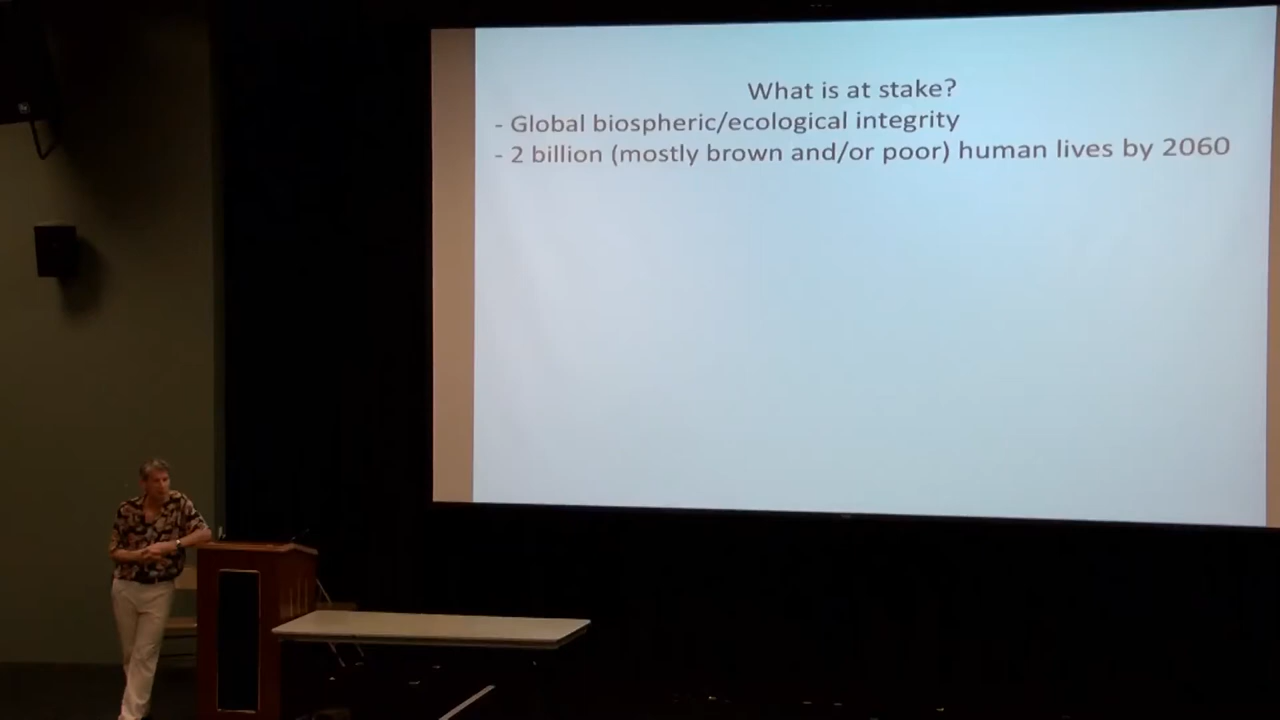 What is at stake?
- Global biospheric/ecological integrity
- 2 billion (mostly brown and/or poor) human lives by 2060